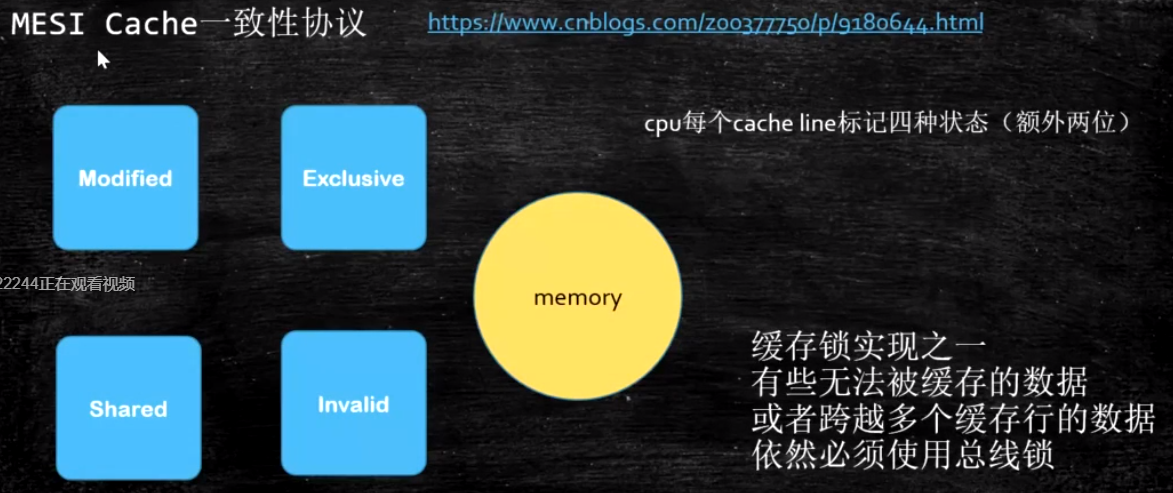 MESI Cache一致性协议
https://www.cnblogs.com/z00377750/p/9180644.html
cpu每个cache line标记四种状态（额外两位）
Modified
Exclusive
22244正在观看视频
memory
Shared
Invalid
缓存锁实现之一
有些无法被缓存的数据
或者跨越多个缓存行的数据
依然必须使用总线锁